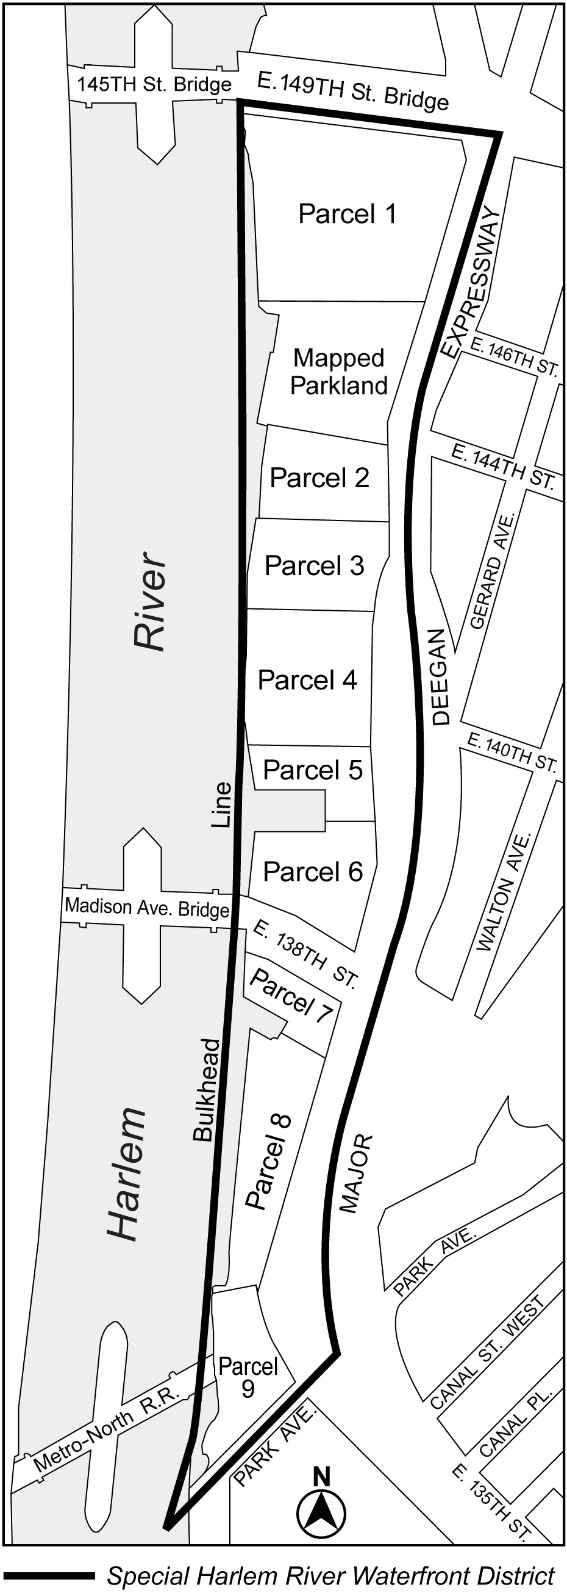 145TH St. Bridge
E. 149TH St. Bridge
Parcel 1
EXPRESSWAY
E. 146TH ST.
Mapped
Parkland
E. 144TH ST.
Parcel 2
GERARD AVE.
River
Parcel 3
DEEGAN
Parcel 4
E. 140TH ST.
Parcel 5
Line
Parcel 6
WALTON AVE.
Madison Ave. Bridge
E. 138TH ST.
Parcel 7
Bulkhead
Harlem
Parcel 8
MAJOR
PARK AVE.
CANAL ST. WEST
Parcel
9
Metro-North R.R.
PARK AVE.
CANAL PL.
E. 135TH ST.
N
Special Harlem River Waterfront District